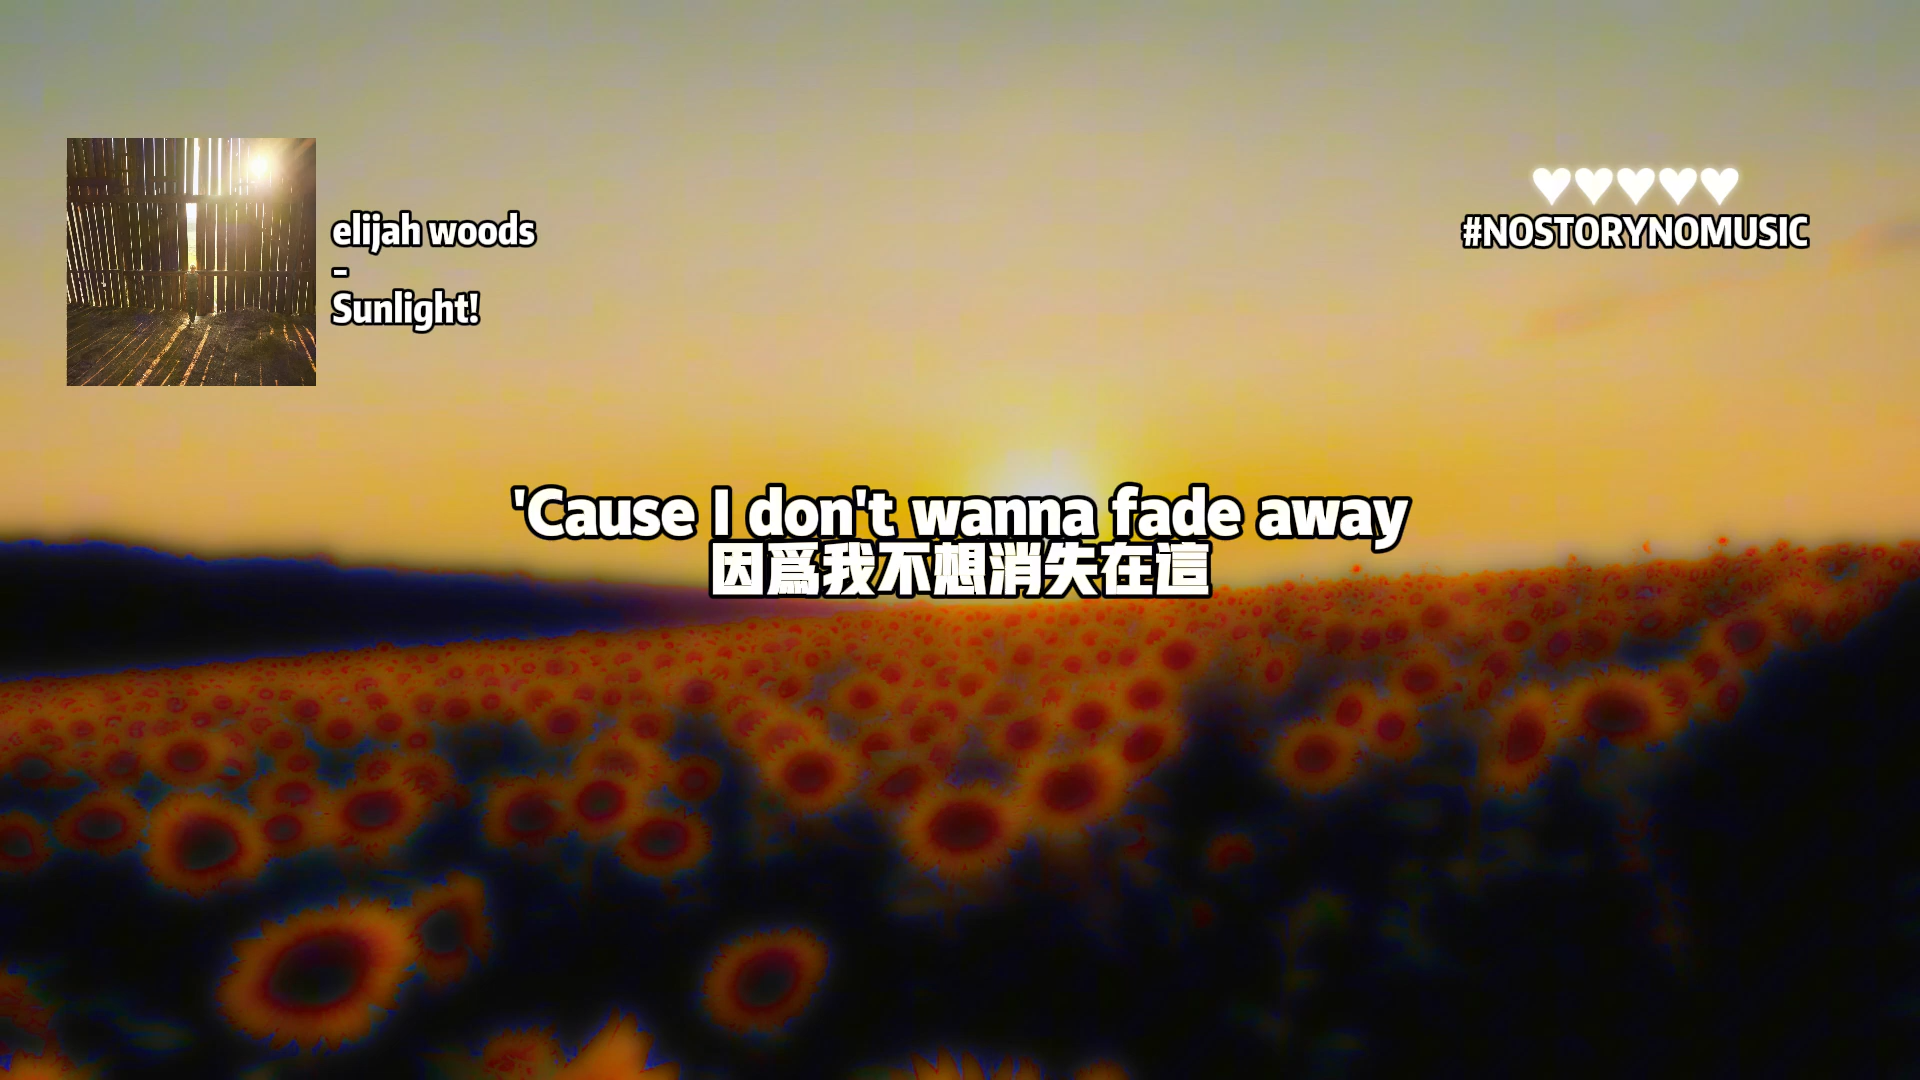 elijah woods
-
Sunlight!
♥♥♥♥♥
#NOSTORYNOMUSIC
'Cause I don't wanna fade away
因爲我不想消失在這